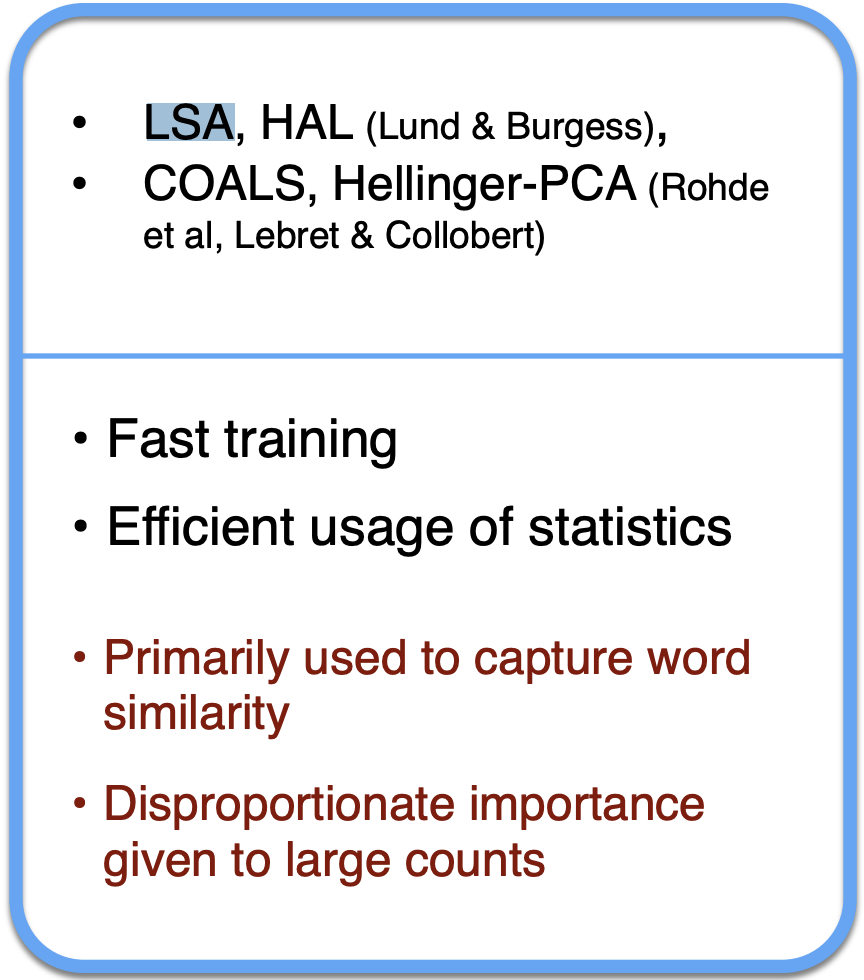 • LSA, HAL (Lund & Burgess),
• COALS, Hellinger-PCA (Rohde
et al, Lebret & Collobert)
• Fast training
• Efficient usage of statistics
• Primarily used to capture word
similarity
• Disproportionate importance
given to large counts